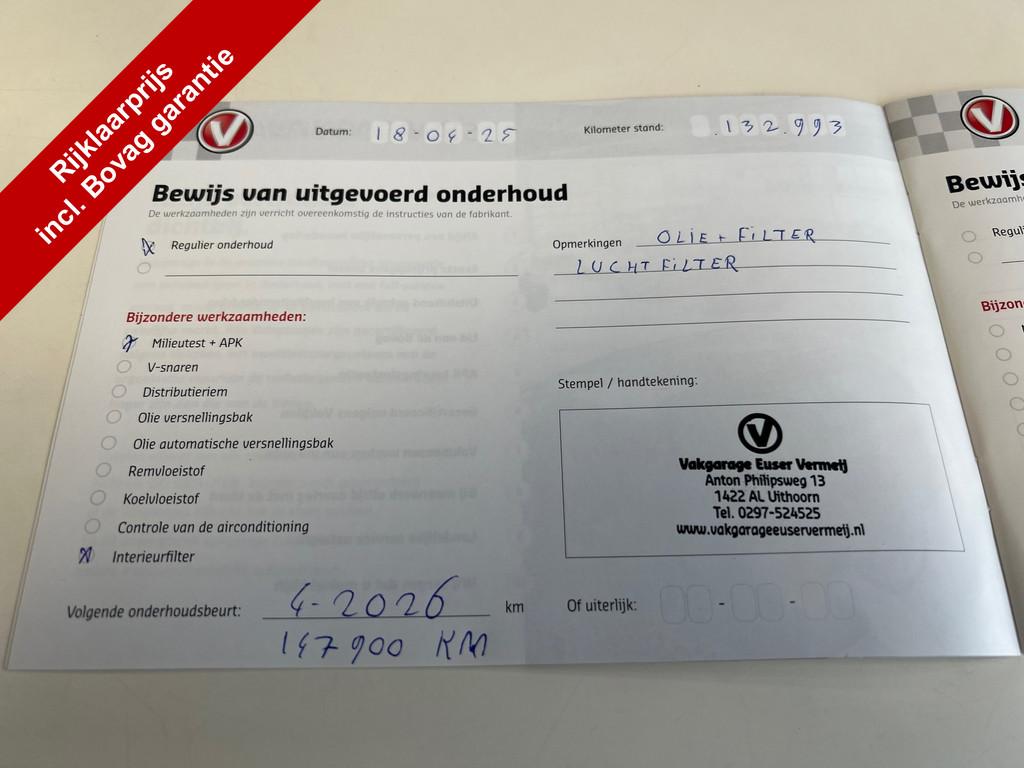 Rijklaarprijs
incl. Bovag garantie
V
Datum: 18-04-25
Kilometer stand: .132.993
Bewijs van uitgevoerd onderhoud
De werkzaamheden zijn verricht overeenkomstig de instructies van de fabrikant.
Regulier onderhoud
Opmerkingen OLIE + FILTER
LUCHT FILTER
Bijzondere werkzaamheden:
Milieutest + APK
V-snaren
Distributieriem
Olie versnellingsbak
Olie automatische versnellingsbak
Remvloeistof
Koelvloeistof
Controle van de airconditioning
Interieurfilter
Stempel / handtekening:
V
Vakgarage Euser Vermeij
Anton Philipsweg 13
1422 AL Uithoorn
Tel. 0297-524525
www.vakgarageeuservermeij.nl
Volgende onderhoudsbeurt: 4-2026 km
147900 KM
Of uiterlijk: - -
V
Bewijs
De werkzaamhe
Reguli
Bijzon